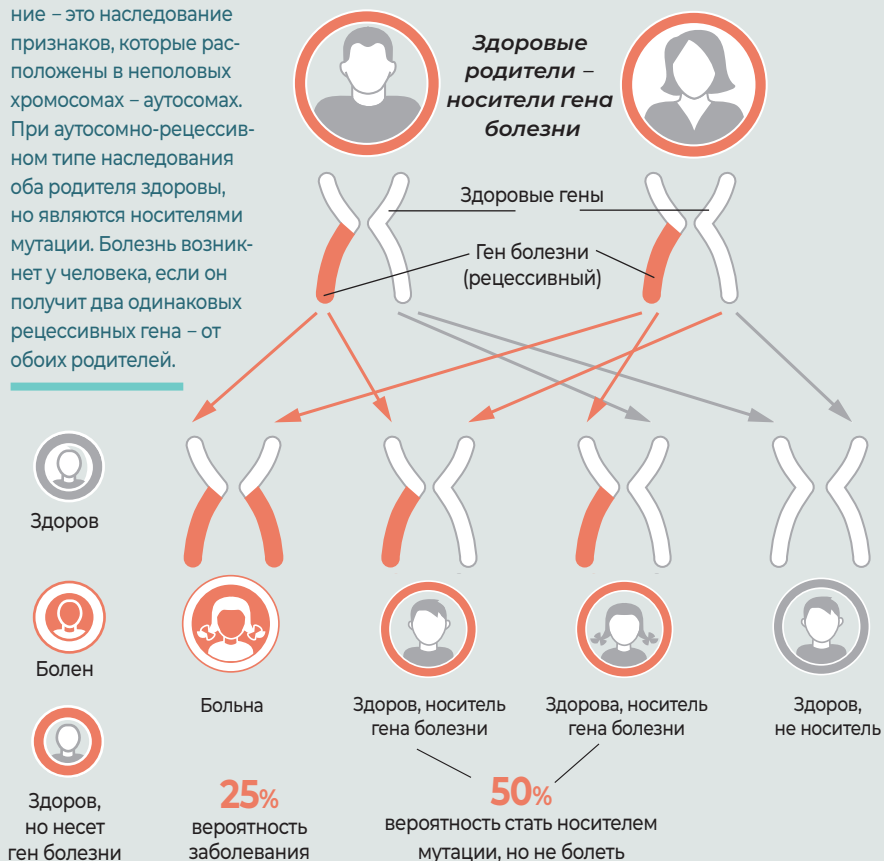 ние – это наследование
признаков, которые рас-
положены в неполовых
хромосомах – аутосомах.
При аутосомно-рецессив-
ном типе наследования
оба родителя здоровы,
но являются носителями
мутации. Болезнь возник-
нет у человека, если он
получит два одинаковых
рецессивных гена – от
обоих родителей.
Здоровые
родители –
носители гена
болезни
Здоровые гены
Ген болезни
(рецессивный)
Здоров
Болен
Здоров,
но несет
ген болезни
Больна
Здоров, носитель
гена болезни
Здорова, носитель
гена болезни
Здоров,
не носитель
25%
вероятность
заболевания
50%
вероятность стать носителем
мутации, но не болеть